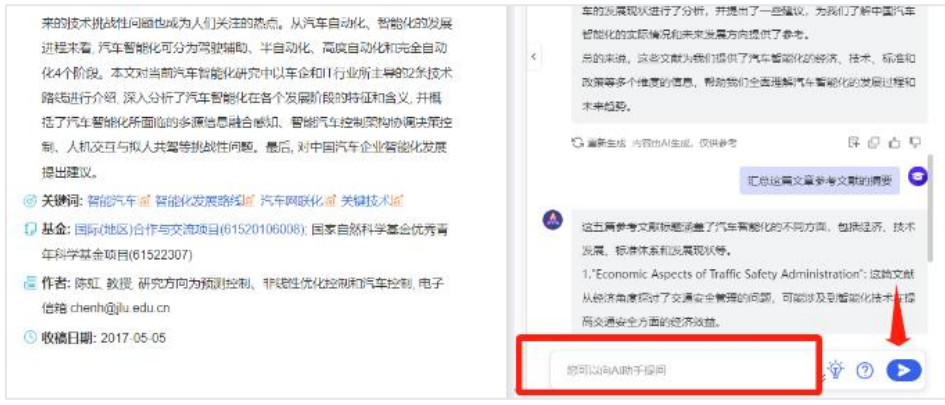 来的技术挑战性问题也成为人们关注的热点。从汽车自动化、智能化的发展
进程来看,汽车智能化可分为驾驶辅助、半自动化、高度自动化和完全自动
化4个阶段。本文对当前汽车智能化研究中以车企和IT行业所主导的2条技术
路线进行介绍,深入分析了汽车智能化在各个发展阶段的特征和含义,并概
括了汽车智能化所面临的多源信息融合感知、智能汽车控制架构协调决策控
制、人机交互与拟人共驾等挑战性问题。最后,对中国汽车企业智能化发展
提出建议。
关键词: 智能汽车 智能化发展路线 汽车网联化 关键技术
基金: 国际(地区)合作与交流项目(61520106008); 国家自然科学基金优秀青
年科学基金项目(61522307)
作者: 陈虹,教授,研究方向为预测控制、非线性优化控制和汽车控制,电子
信箱:chenh@jlu.edu.cn
收稿日期: 2017-05-05
车的发展现状进行了分析,并提出了一些建议,为我们了解中国汽车
智能化的实际情况和未来发展方向提供了参考。
总的来说,这些文献为我们提供了汽车智能化的经济、技术、标准和
政策等多个维度的信息,帮助我们全面理解汽车智能化的发展过程和
未来趋势。
重新生成 内容由AI生成,仅供参考
汇总这篇文章参考文献的摘要
这五篇参考文献标题涵盖了汽车智能化的不同方面,包括经济、技术
发展、标准体系和发展现状等。
1."Economic Aspects of Traffic Safety Administration": 这篇文献
从经济角度探讨了交通安全管理的问题,可能涉及到智能化技术在提
高交通安全方面的经济效益。
您可以向AI助手提问